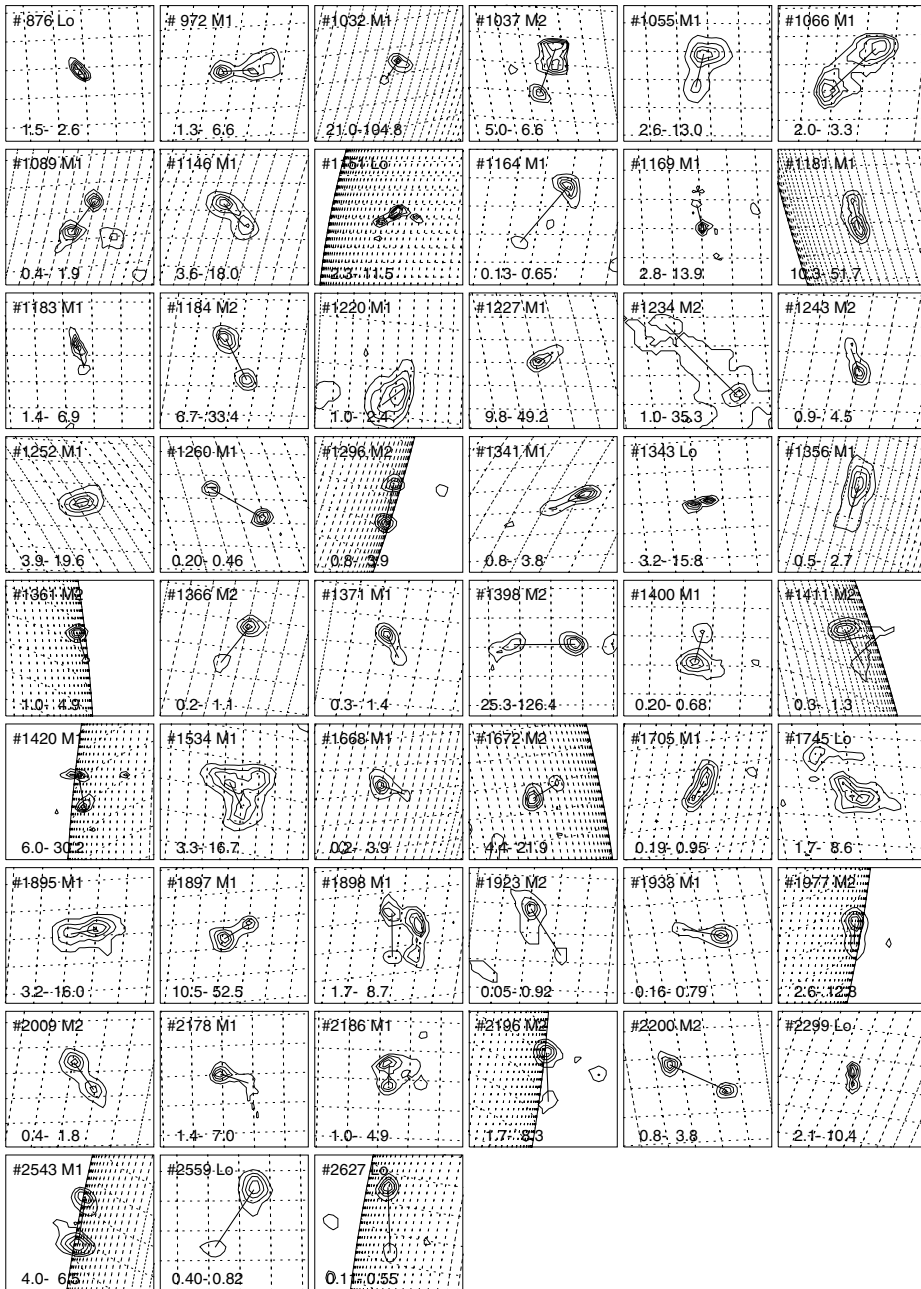 # 876 Lo
1.5- 2.6
# 972 M1
1.3- 6.6
#1032 M1
21.0-104.8
#1037 M2
5.0- 6.6
#1055 M1
2.6- 13.0
#1066 M1
2.0- 3.3
#1089 M1
0.4- 1.9
#1146 M1
3.6- 18.0
#1151 Lo
2.3- 11.5
#1164 M1
0.13- 0.65
#1169 M1
2.8- 13.9
#1181 M1
10.3- 51.7
#1183 M1
1.4- 6.9
#1184 M2
6.7- 33.4
#1220 M1
1.0- 2.4
#1227 M1
9.8- 49.2
#1234 M2
1.0- 35.3
#1243 M2
0.9- 4.5
#1252 M1
3.9- 19.6
#1260 M1
0.20- 0.46
#1296 M2
0.8- 3.9
#1341 M1
0.8- 3.8
#1343 Lo
3.2- 15.8
#1356 M1
0.5- 2.7
#1361 M2
1.0- 4.9
#1366 M2
0.2- 1.1
#1371 M1
0.3- 1.4
#1398 M2
25.3-126.4
#1400 M1
0.20- 0.68
#1411 M2
0.3- 1.3
#1420 M1
6.0- 30.2
#1534 M1
3.3- 16.7
#1668 M1
0.2- 3.9
#1672 M2
4.4- 21.9
#1705 M1
0.19- 0.95
#1745 Lo
1.7- 8.6
#1895 M1
3.2- 16.0
#1897 M1
10.5- 52.5
#1898 M1
1.7- 8.7
#1923 M2
0.05- 0.92
#1933 M1
0.16- 0.79
#1977 M2
2.6- 12.8
#2009 M2
0.4- 1.8
#2178 M1
1.4- 7.0
#2186 M1
1.0- 4.9
#2196 M2
1.7- 8.3
#2200 M2
0.8- 3.8
#2299 Lo
2.1- 10.4
#2543 M1
4.0- 6.5
#2559 Lo
0.40- 0.82
#2627 Lo
0.11- 0.55